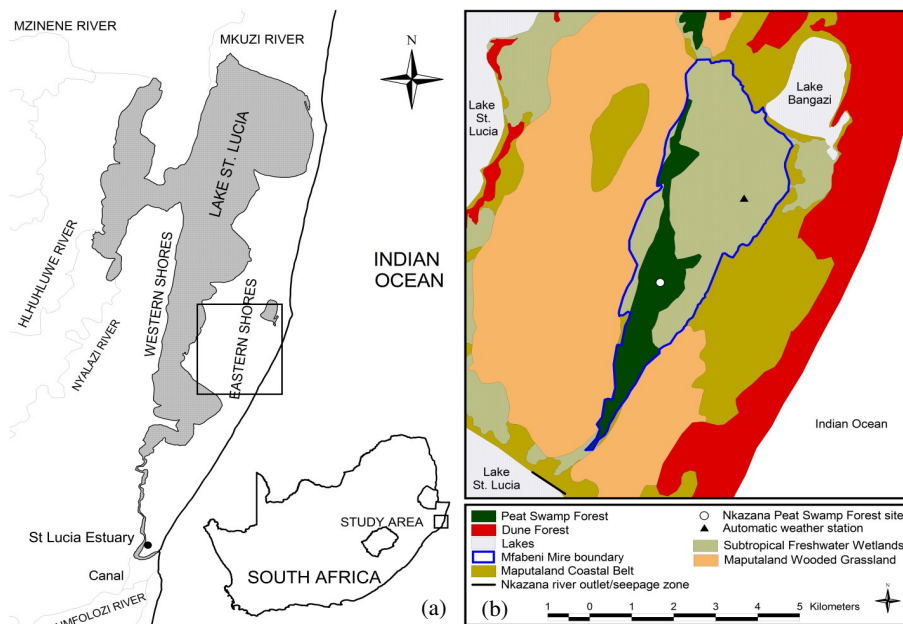 MZINENE RIVER
MKUZI RIVER
N
LAKE ST. LUCIA
WESTERN SHORES
EASTERN SHORES
HLHUHLUWE RIVER
NYALAZI RIVER
INDIAN
OCEAN
St Lucia Estuary
Canal
UMFOLOZI RIVER
STUDY AREA
SOUTH AFRICA
(a)
Lake
St.
Lucia
Lake
Bangazi
Indian Ocean
Lake
St. Lucia
Peat Swamp Forest
Dune Forest
Lakes
Mfabeni Mire boundary
Maputaland Coastal Belt
Nkazana river outlet/seepage zone
Nkazana Peat Swamp Forest site
Automatic weather station
Subtropical Freshwater Wetlands
Maputaland Wooded Grassland
(b)
1 0 1 2 3 4 5 Kilometers
N